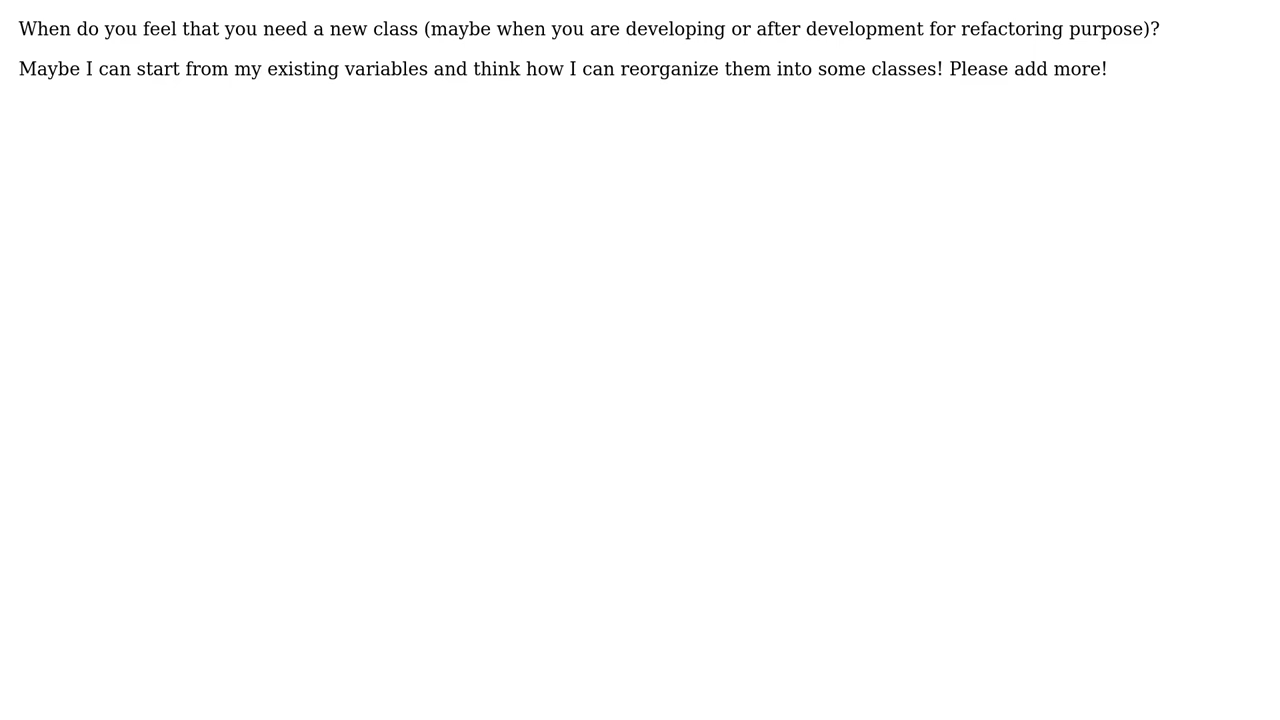 When do you feel that you need a new class (maybe when you are developing or after development for refactoring purpose)?
Maybe I can start from my existing variables and think how I can reorganize them into some classes! Please add more!